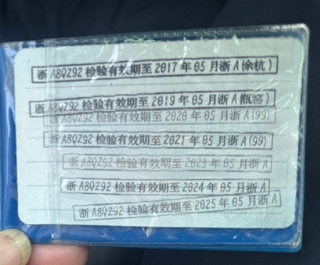 浙A8QZ92检验有效期至2017年05月浙A(余杭)
浙A8QZ92检验有效期至2019年05月浙A(瓶窑)
浙A8QZ92检验有效期至2020年05月浙A(99)
浙A8QZ92检验有效期至2021年05月浙A(99)
浙A8QZ92检验有效期至2023年05月浙A
浙A8QZ92检验有效期至2024年05月浙A
浙A8QZ92检验有效期至2025年05月浙A